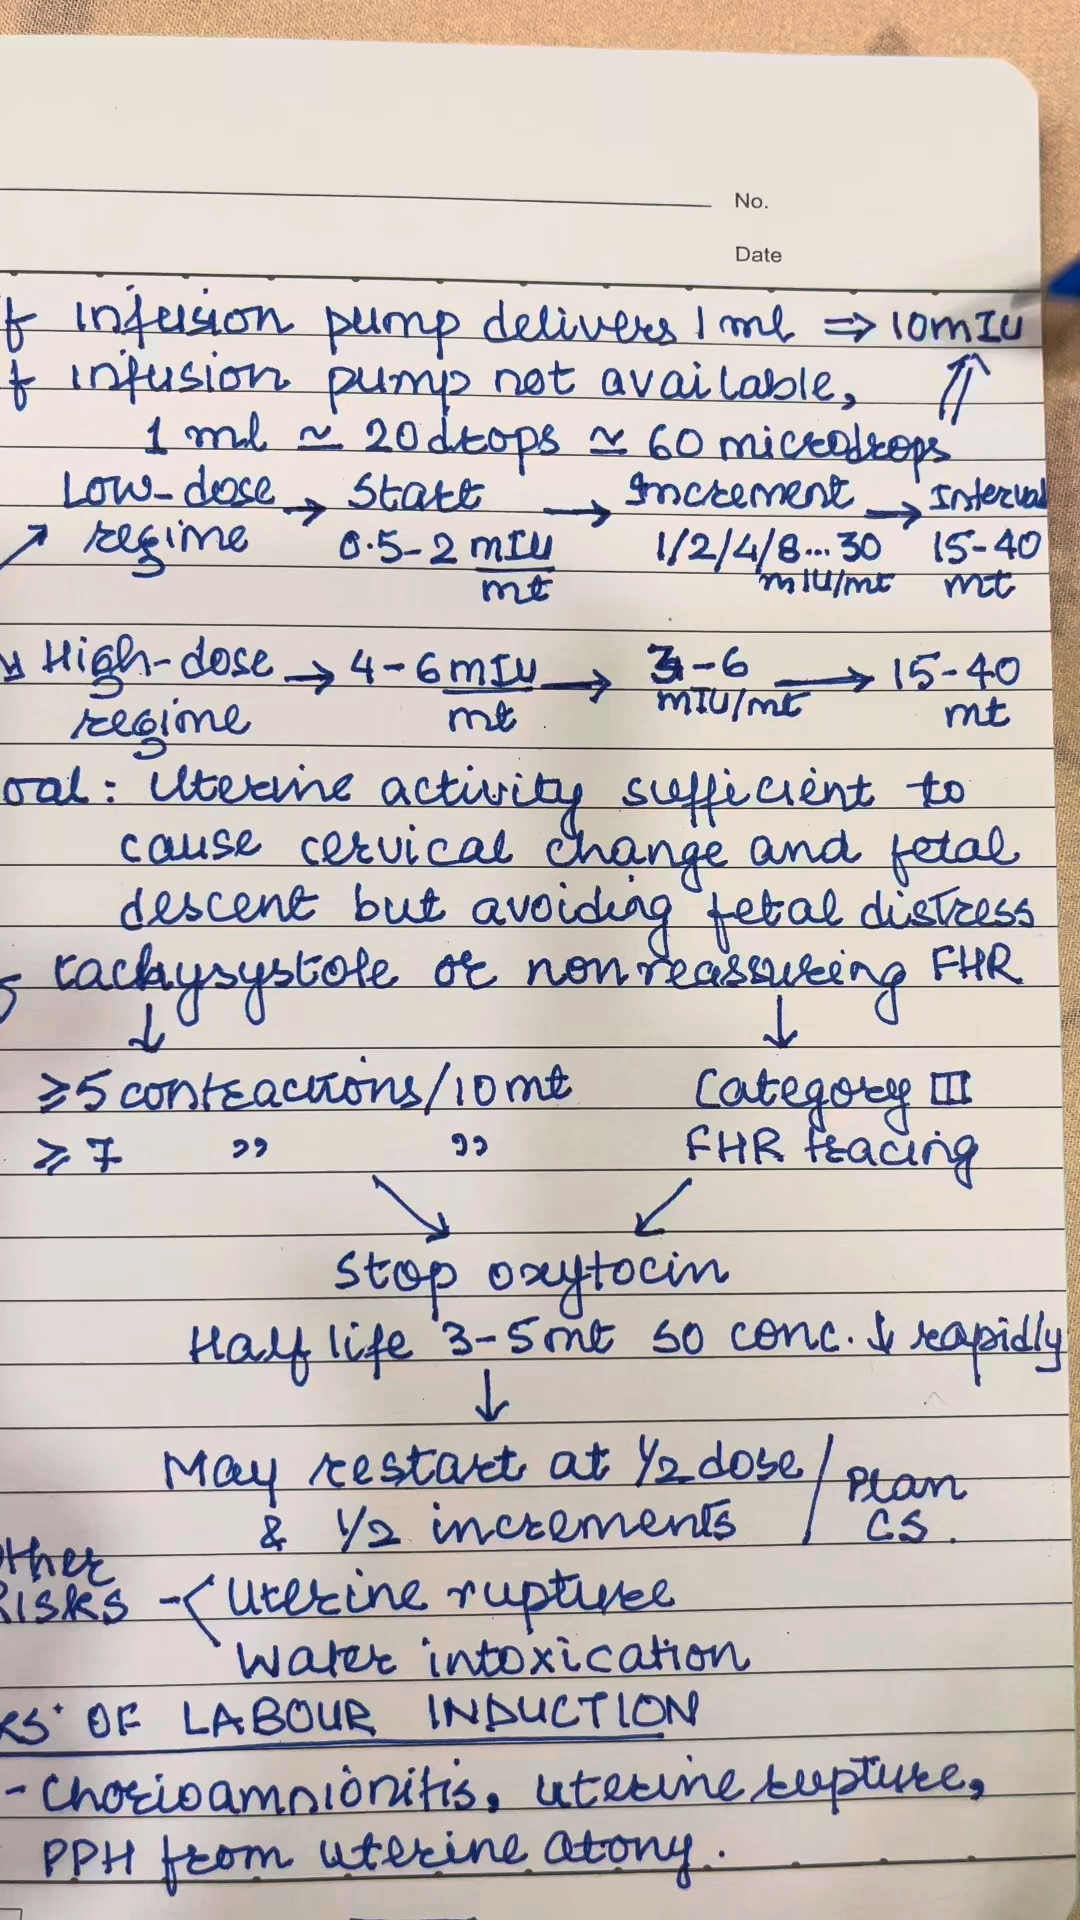 No.
Date
f infusion pump delivers 1 ml ⇒ 10mIU
f infusion pump not available,
1 ml ≃ 20 drops ≃ 60 microdrops
Low-dose regime → Start 0.5-2 mIU/mt → Increment 1/2/4/8...30 mIU/mt → Interval 15-40 mt
High-dose regime → 4-6 mIU/mt → 3-6 mIU/mt → 15-40 mt
oal: Uterine activity sufficient to
cause cervical change and fetal
descent but avoiding fetal distress
tachysystole or nonreassuring FHR
↓ ↓
≥5 contractions/10mt Category III
≥7 " " FHR tracing
Stop oxytocin
Half life 3-5mt so conc. ↓ rapidly
↓
May restart at 1/2 dose / Plan
& 1/2 increments / CS.
ther
Risks - Uterine rupture
Water intoxication
KS OF LABOUR INDUCTION
- Chorioamnionitis, uterine rupture,
PPH from uterine atony.